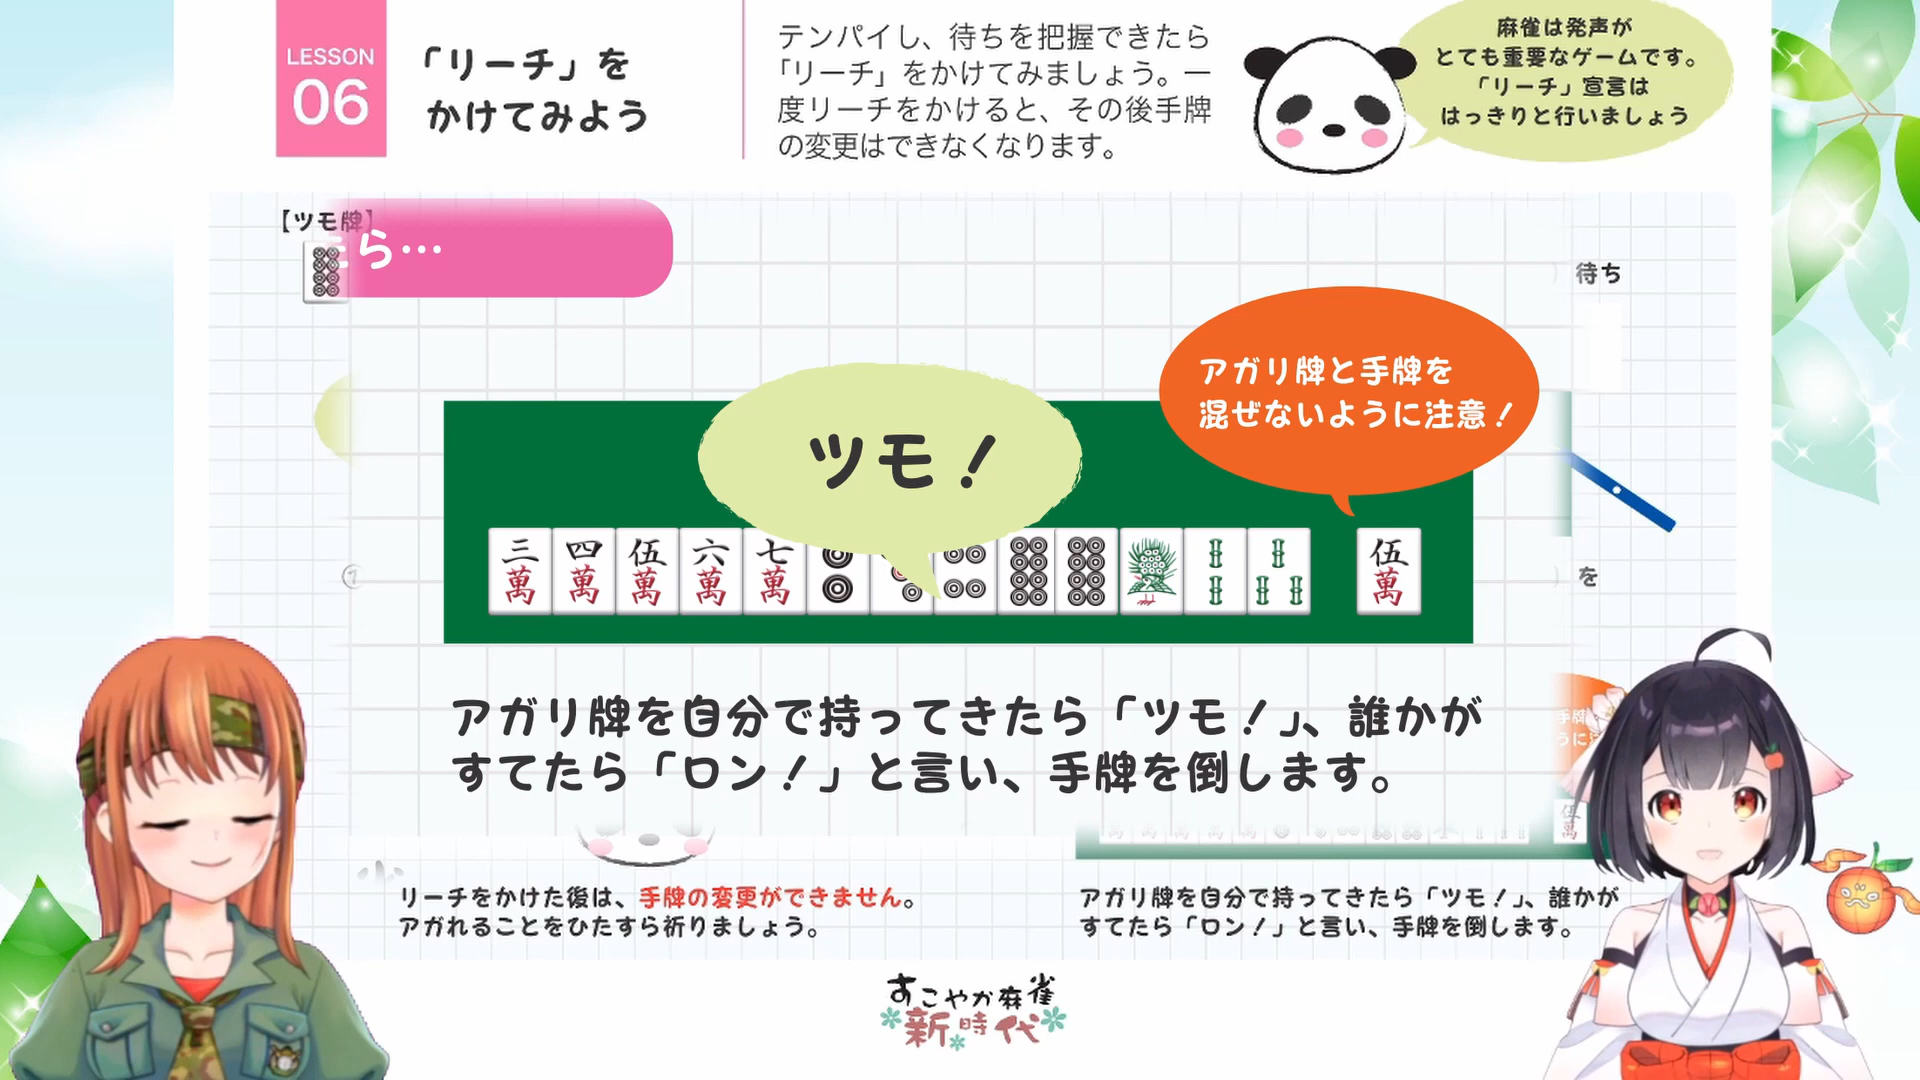 LESSON
06
「リーチ」を
かけてみよう
テンパイし、待ちを把握できたら
「リーチ」をかけてみましょう。一
度リーチをかけると、その後手牌
の変更はできなくなります。
麻雀は発声が
とても重要なゲームです。
「リーチ」宣言は
はっきりと行いましょう
【ツモ牌】
ら…
待ち
アガリ牌と手牌を
混ぜないように注意！
ツモ！
三萬 四萬 伍萬 六萬 七萬 伍萬
を
アガリ牌を自分で持ってきたら「ツモ！」、誰かが
すてたら「ロン！」と言い、手牌を倒します。
手牌
うに
伍萬
リーチをかけた後は、手牌の変更ができません。
アガれることをひたすら祈りましょう。
アガリ牌を自分で持ってきたら「ツモ！」、誰かが
すてたら「ロン！」と言い、手牌を倒します。
すこやか麻雀
新時代